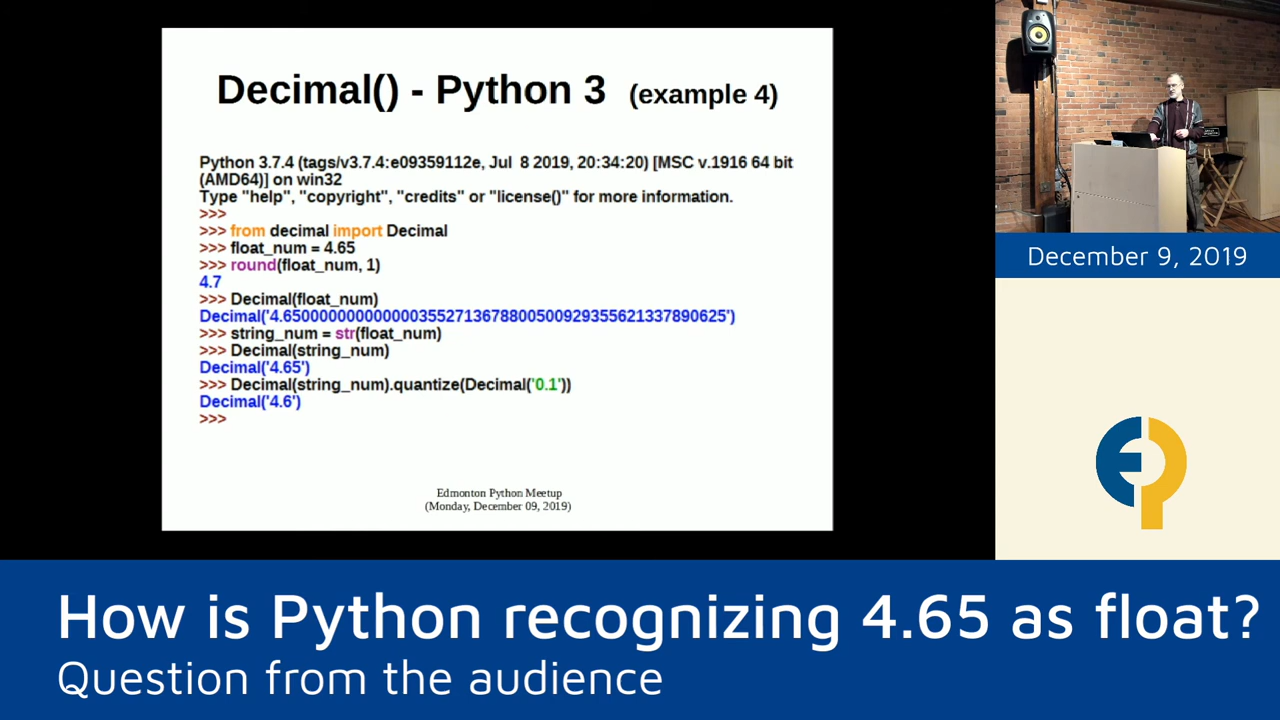 Decimal() - Python 3 (example 4)
Python 3.7.4 (tags/v3.7.4:e09359112e, Jul 8 2019, 20:34:20) [MSC v.1916 64 bit
(AMD64)] on win32
Type "help", "copyright", "credits" or "license()" for more information.
>>>
>>> from decimal import Decimal
>>> float_num = 4.65
>>> round(float_num, 1)
4.7
>>> Decimal(float_num)
Decimal('4.6500000000000003552713678800500929355621337890625')
>>> string_num = str(float_num)
>>> Decimal(string_num)
Decimal('4.65')
>>> Decimal(string_num).quantize(Decimal('0.1'))
Decimal('4.6')
>>>
Edmonton Python Meetup
(Monday, December 09, 2019)
December 9, 2019
How is Python recognizing 4.65 as float?
Question from the audience